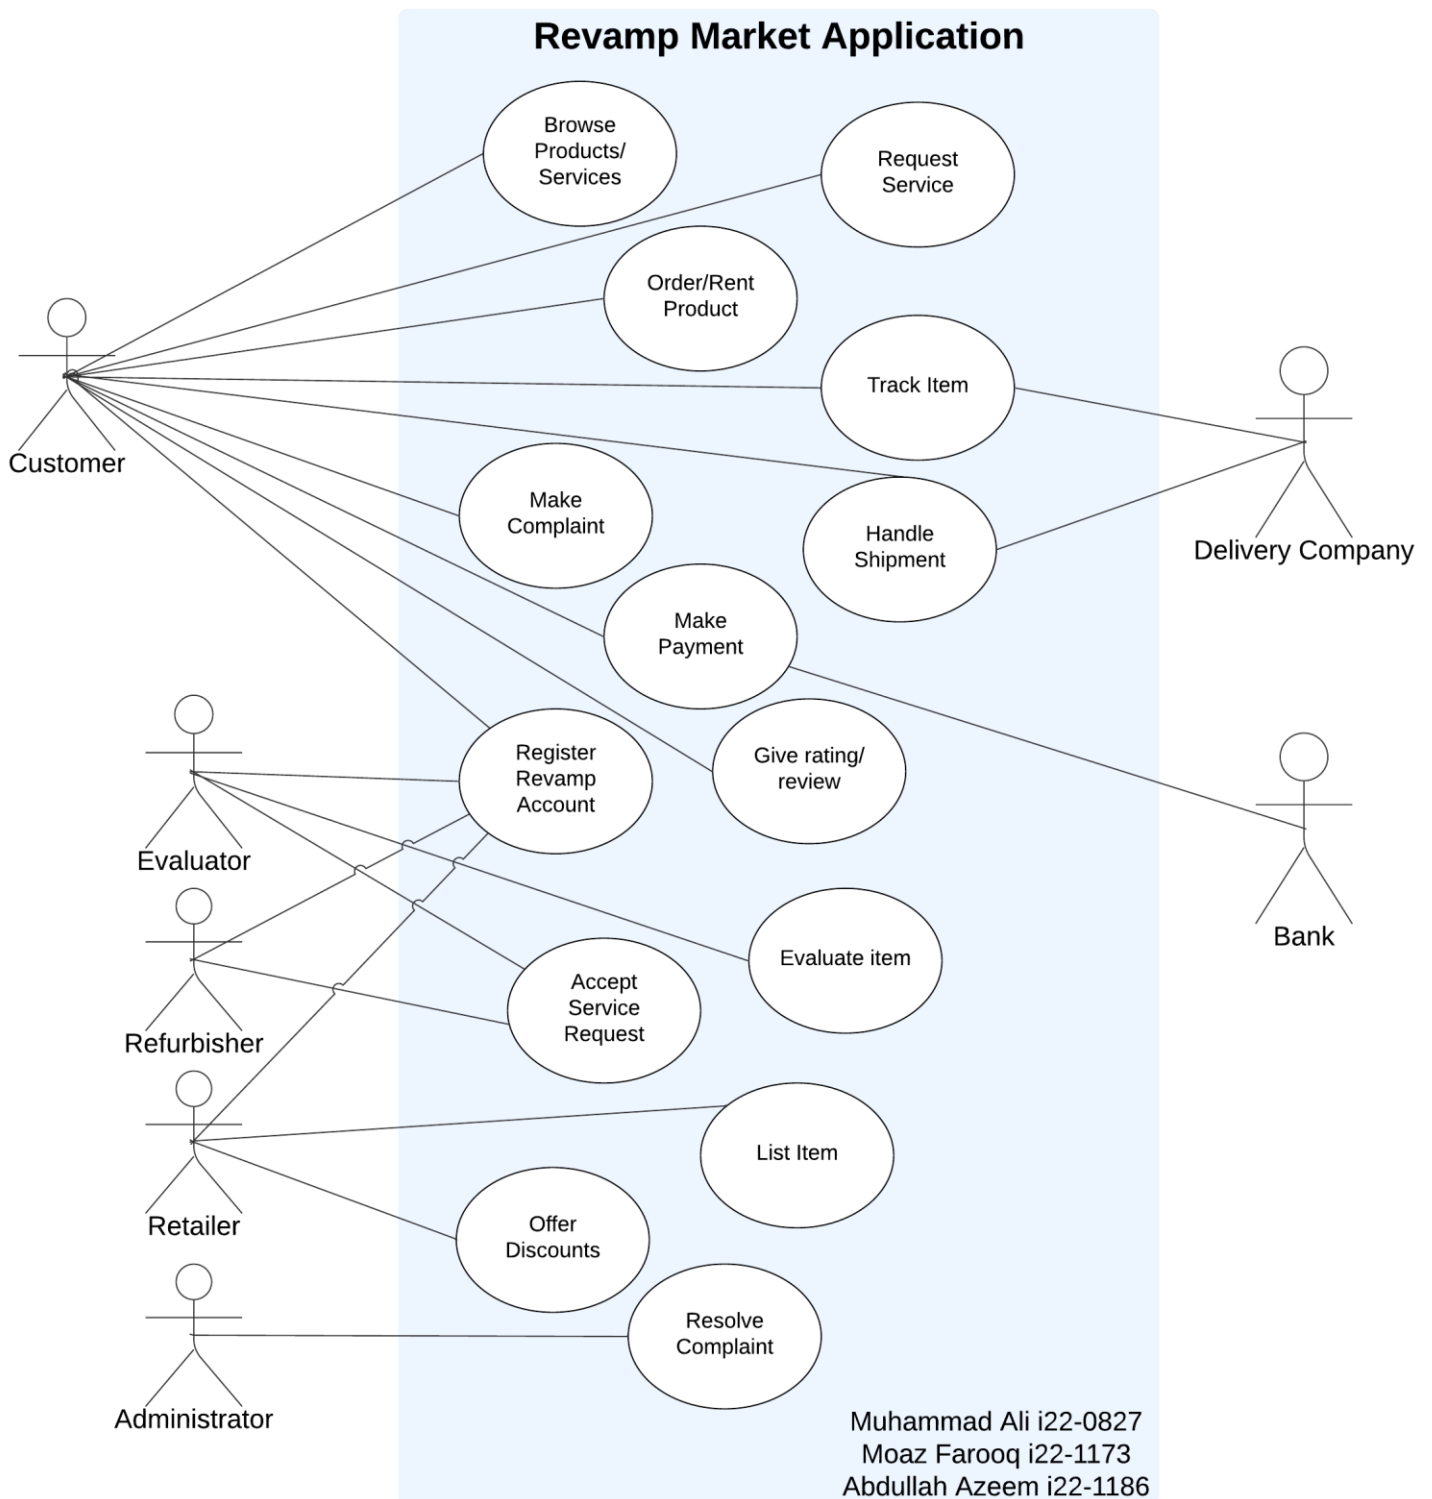 Revamp Market Application
Browse
Products/
Services
Request
Service
Order/Rent
Product
Track Item
Customer
Make
Complaint
Handle
Shipment
Delivery Company
Make
Payment
Register
Revamp
Account
Give rating/
review
Evaluator
Bank
Evaluate item
Accept
Service
Request
Refurbisher
List Item
Retailer
Offer
Discounts
Resolve
Complaint
Administrator
Muhammad Ali i22-0827
Moaz Farooq i22-1173
Abdullah Azeem i22-1186